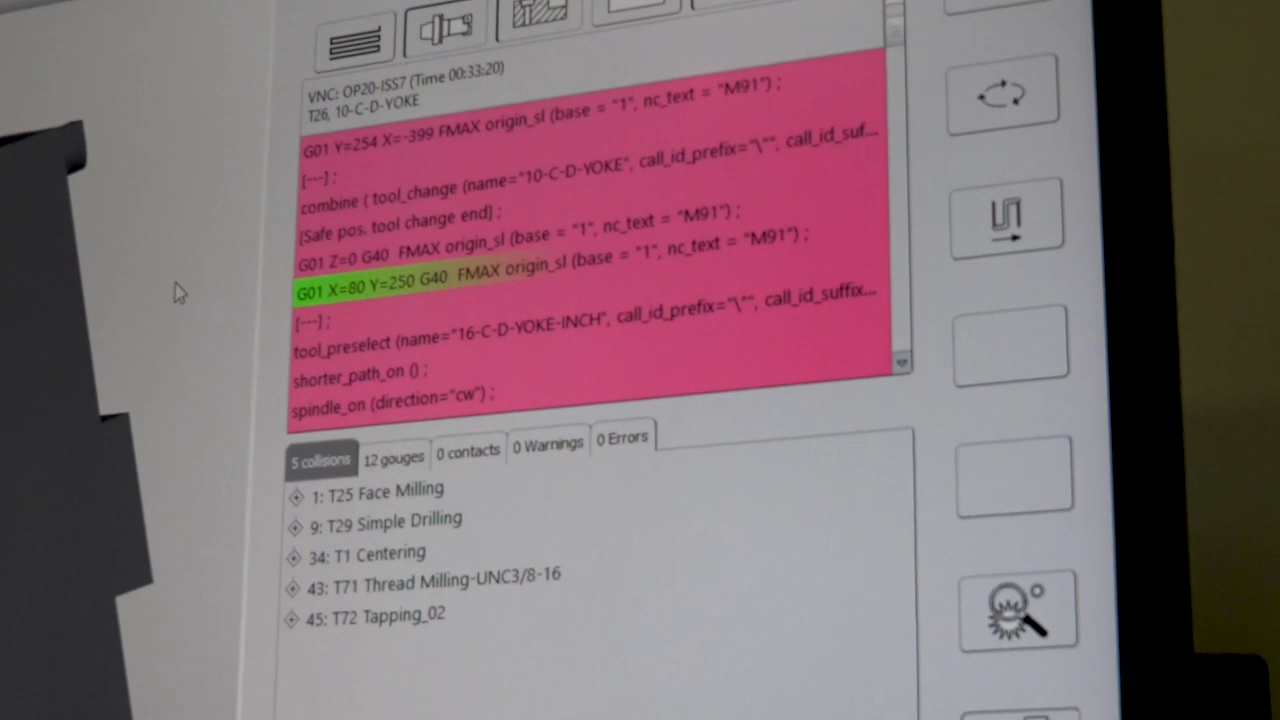 VNC: OP20-ISS7 (Time 00:33:20)
T26, 10-C-D-YOKE
G01 Y=254 X=-399 FMAX origin_sl (base = "1", nc_text = "M91") ;
[---] ;
combine ( tool_change (name="10-C-D-YOKE", call_id_prefix="\"", call_id_suf...
[Safe pos. tool change end] ;
G01 Z=0 G40 FMAX origin_sl (base = "1", nc_text = "M91") ;
G01 X=80 Y=250 G40 FMAX origin_sl (base = "1", nc_text = "M91") ;
[---] ;
tool_preselect (name="16-C-D-YOKE-INCH", call_id_prefix="\"", call_id_suffix...
shorter_path_on () ;
spindle_on (direction="cw") ;
5 collisions 12 gouges 0 contacts 0 Warnings 0 Errors
1: T25 Face Milling
9: T29 Simple Drilling
34: T1 Centering
43: T71 Thread Milling-UNC3/8-16
45: T72 Tapping_02